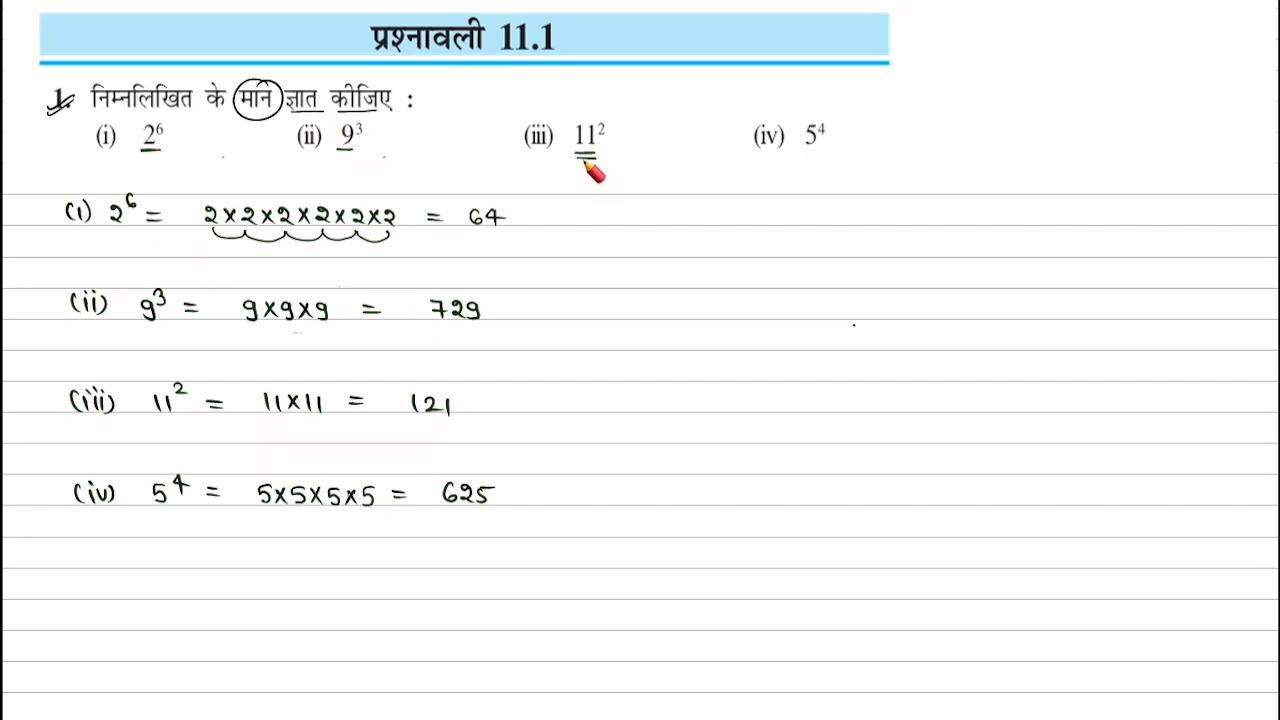 प्रश्नावली 11.1
1. निम्नलिखित के मान ज्ञात कीजिए :
(i) 2⁶ (ii) 9³ (iii) 11² (iv) 5⁴
(i) 2⁶ = 2×2×2×2×2×2 = 64
(ii) 9³ = 9×9×9 = 729
(iii) 11² = 11×11 = 121
(iv) 5⁴ = 5×5×5×5 = 625